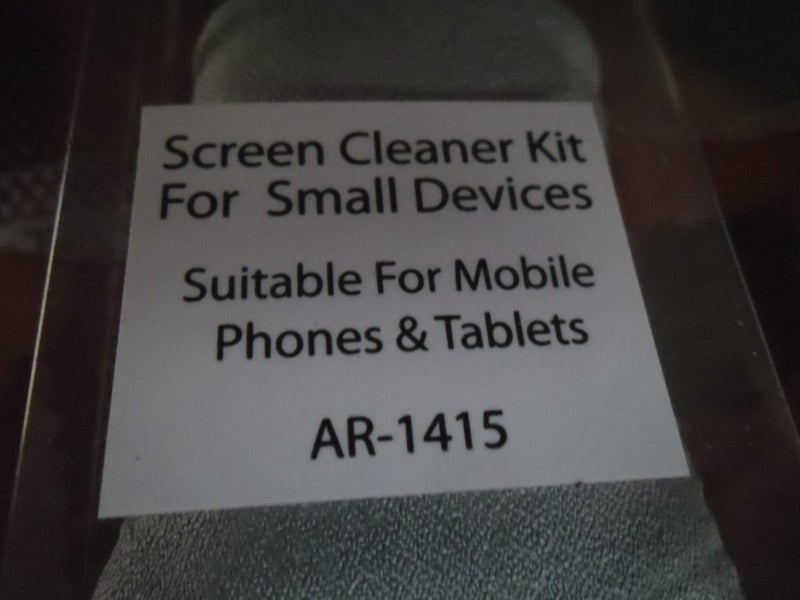 Screen Cleaner Kit
For Small Devices
Suitable For Mobile
Phones & Tablets
AR-1415